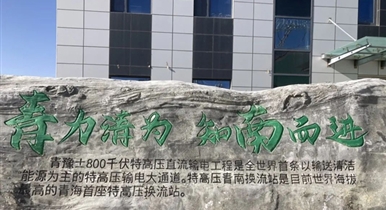 青力清为 知南而进
青豫±800千伏特高压直流输电工程是全世界首条以输送清洁
能源为主的特高压输电大通道。特高压青南换流站是目前世界海拔
最高的青海首座特高压换流站。